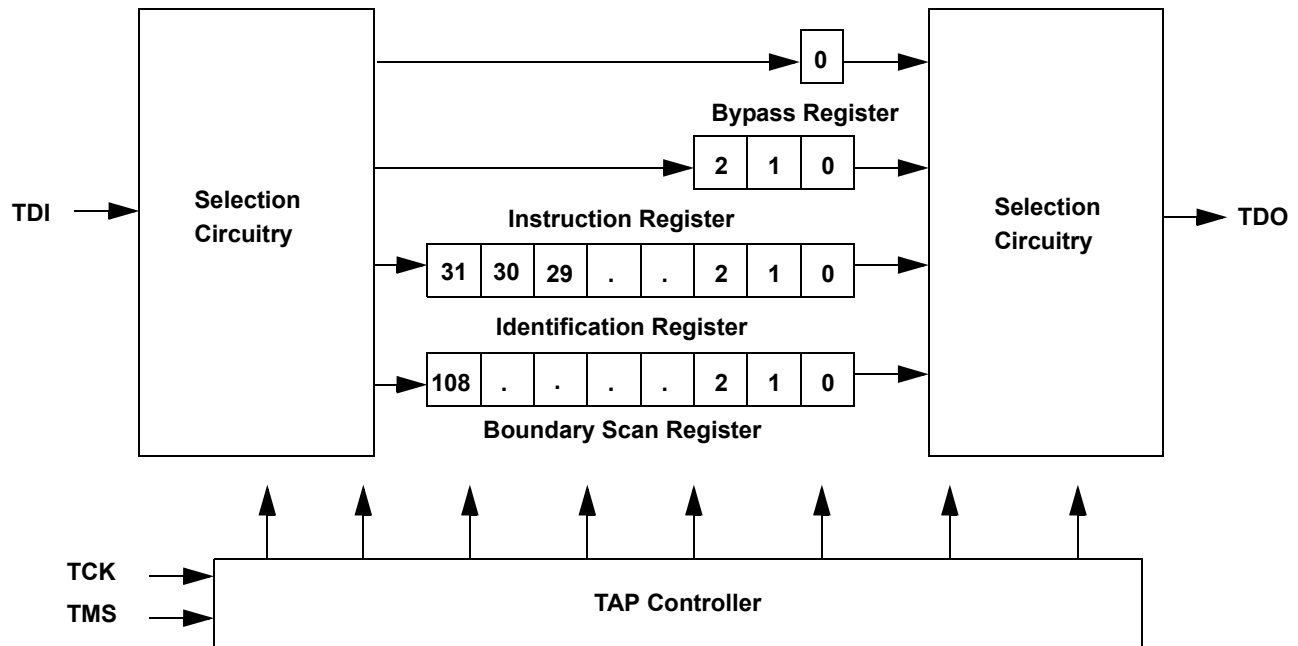 0
Bypass Register
2 1 0
Selection
Circuitry
Selection
Circuitry
TDI
TDO
Instruction Register
31 30 29 . . 2 1 0
Identification Register
108 . . . . 2 1 0
Boundary Scan Register
TCK
TMS
TAP Controller